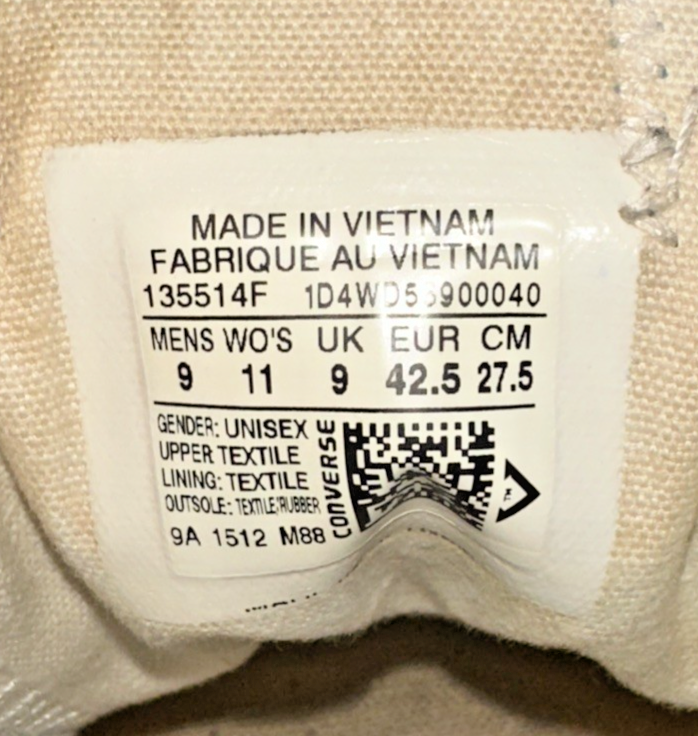 MADE IN VIETNAM
FABRIQUE AU VIETNAM
135514F
MENS WO'S UK EUR CM
9 11 9 42.5 27.5
GENDER: UNISEX
UPPER TEXTILE
LINING: TEXTILE
OUTSOLE: TEXTILE/RUBBER
9A 1512 M88
CONVERSE
TM